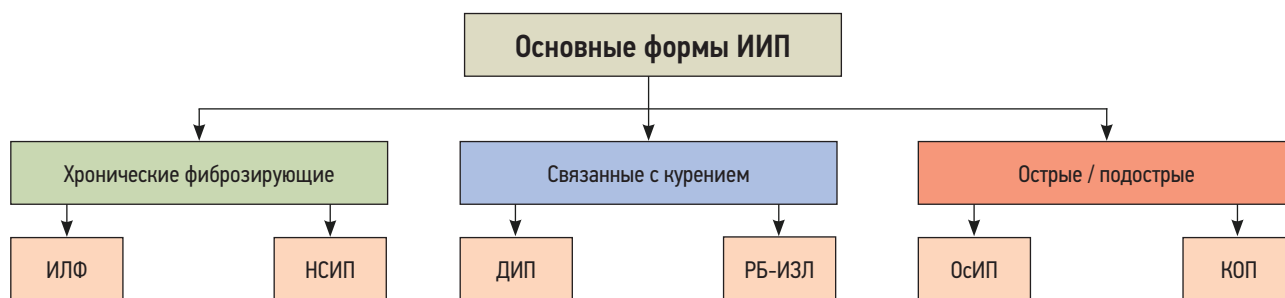 Основные формы ИИП
Хронические фиброзирующие
Связанные с курением
Острые / подострые
ИЛФ
НСИП
ДИП
РБ-ИЗЛ
ОсИП
КОП